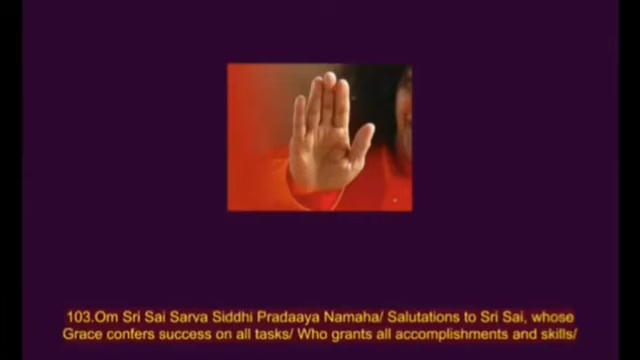 103.Om Sri Sai Sarva Siddhi Pradaaya Namaha/ Salutations to Sri Sai, whose
Grace confers success on all tasks/ Who grants all accomplishments and skills/